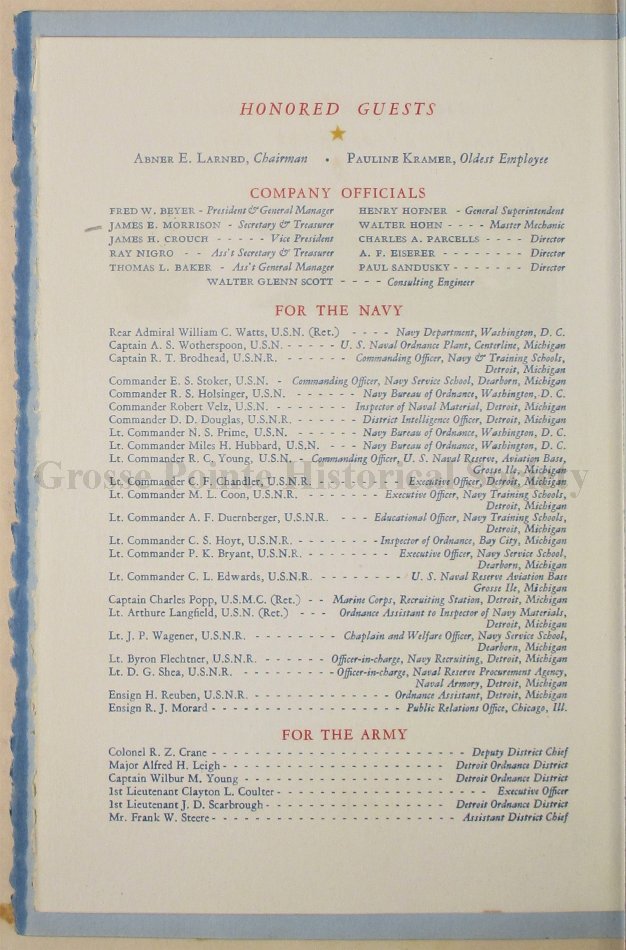 HONORED GUESTS
ABNER E. LARNED, Chairman • PAULINE KRAMER, Oldest Employee
COMPANY OFFICIALS
FRED W. BEYER - President & General Manager
JAMES E. MORRISON - Secretary & Treasurer
JAMES H. CROUCH - - - - - Vice President
RAY NIGRO - - Ass't Secretary & Treasurer
THOMAS L. BAKER - Ass't General Manager
HENRY HOFNER - General Superintendent
WALTER HOHN - - - - Master Mechanic
CHARLES A. PARCELLS - - - - Director
A. F. EISERER - - - - - - - - Director
PAUL SANDUSKY - - - - - - - Director
WALTER GLENN SCOTT - - - - Consulting Engineer
FOR THE NAVY
Rear Admiral William C. Watts, U.S.N. (Ret.) - - - - Navy Department, Washington, D. C.
Captain A. S. Wotherspoon, U.S.N. - - - - - U. S. Naval Ordnance Plant, Centerline, Michigan
Captain R. T. Brodhead, U.S.N.R. - - - - - - Commanding Officer, Navy & Training Schools,
Detroit, Michigan
Commander E. S. Stoker, U.S.N. - Commanding Officer, Navy Service School, Dearborn, Michigan
Commander R. S. Holsinger, U.S.N. - - - - - - Navy Bureau of Ordnance, Washington, D. C.
Commander Robert Velz, U.S.N. - - - - - - - Inspector of Naval Material, Detroit, Michigan
Commander D. D. Douglas, U.S.N.R. - - - - - - District Intelligence Officer, Detroit, Michigan
Lt. Commander N. S. Prime, U.S.N. - - - - - Navy Bureau of Ordnance, Washington, D. C.
Lt. Commander Miles H. Hubbard, U.S.N. - - - Navy Bureau of Ordnance, Washington, D. C.
Lt. Commander R. C. Young, U.S.N. - - Commanding Officer, U. S. Naval Reserve, Aviation Base,
Grosse Ile, Michigan
Grosse Pointe Historical Society
Lt. Commander C. F. Chandler, U.S.N.R. - - - - - - - - Executive Officer, Detroit, Michigan
Lt. Commander M. L. Coon, U.S.N.R. - - - - - - - - Executive Officer, Navy Training Schools,
Detroit, Michigan
Lt. Commander A. F. Duernberger, U.S.N.R. - - - Educational Officer, Navy Training Schools,
Detroit, Michigan
Lt. Commander C. S. Hoyt, U.S.N.R. - - - - - - - - Inspector of Ordnance, Bay City, Michigan
Lt. Commander P. K. Bryant, U.S.N.R. - - - - - - - - Executive Officer, Navy Service School,
Dearborn, Michigan
Lt. Commander C. L. Edwards, U.S.N.R. - - - - - - - - U. S. Naval Reserve Aviation Base
Grosse Ile, Michigan
Captain Charles Popp, U.S.M.C. (Ret.) - - Marine Corps, Recruiting Station, Detroit, Michigan
Lt. Arthure Langfield, U.S.N. (Ret.) - - - Ordnance Assistant to Inspector of Navy Materials,
Detroit, Michigan
Lt. J. P. Wagener, U.S.N.R. - - - - - - - - - Chaplain and Welfare Officer, Navy Service School,
Dearborn, Michigan
Lt. Byron Flechtner, U.S.N.R. - - - - - - Officer-in-charge, Navy Recruiting, Detroit, Michigan
Lt. D. G. Shea, U.S.N.R. - - - - - - - - - Officer-in-charge, Naval Reserve Procurement Agency,
Naval Armory, Detroit, Michigan
Ensign H. Reuben, U.S.N.R. - - - - - - - - - - - - - - Ordnance Assistant, Detroit, Michigan
Ensign R. J. Morard - - - - - - - - - - - - - - - - - - Public Relations Office, Chicago, Ill.
FOR THE ARMY
Colonel R. Z. Crane - - - - - - - - - - - - - - - - - - - - - - - - Deputy District Chief
Major Alfred H. Leigh - - - - - - - - - - - - - - - - - - - - - Detroit Ordnance District
Captain Wilbur M. Young - - - - - - - - - - - - - - - - - - - Detroit Ordnance District
1st Lieutenant Clayton L. Coulter - - - - - - - - - - - - - - - - - - - - Executive Officer
1st Lieutenant J. D. Scarbrough - - - - - - - - - - - - - - - - - Detroit Ordnance District
Mr. Frank W. Steere - - - - - - - - - - - - - - - - - - - - - - - Assistant District Chief